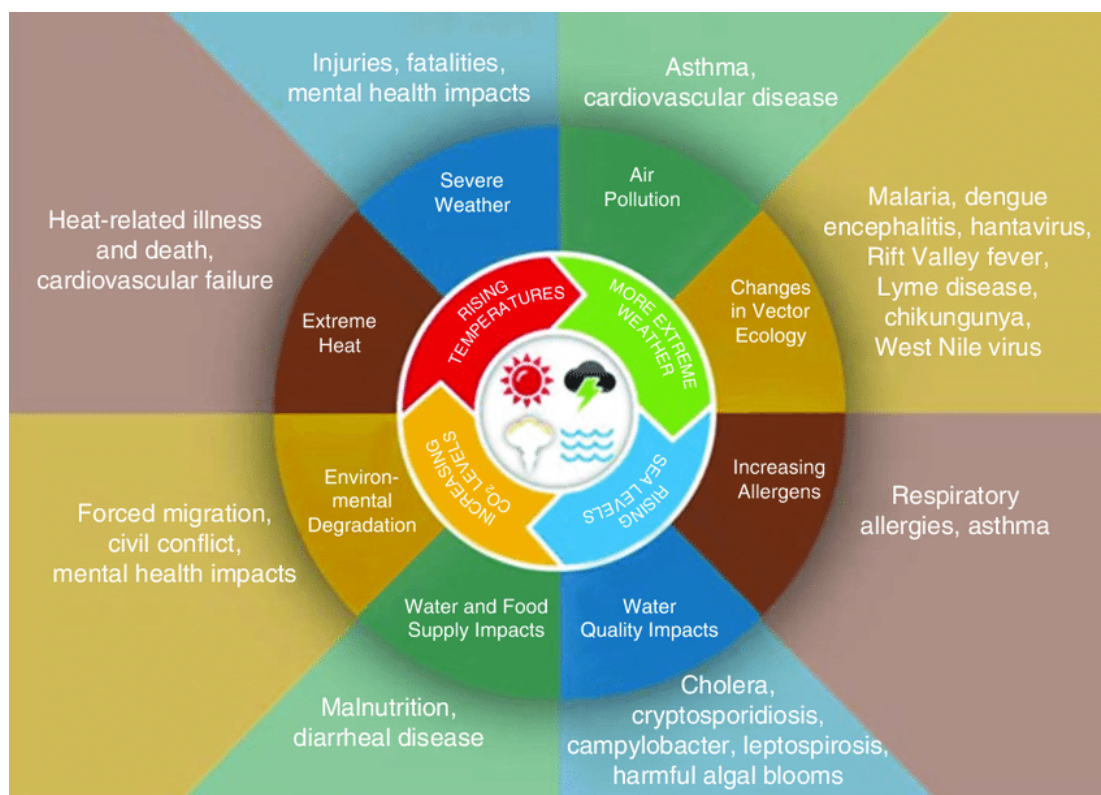 Injuries, fatalities,
mental health impacts
Asthma,
cardiovascular disease
Severe
Weather
Air
Pollution
Heat-related illness
and death,
cardiovascular failure
Extreme
Heat
RISING
TEMPERATURES
MORE EXTREME
WEATHER
Changes
in Vector
Ecology
Malaria, dengue
encephalitis, hantavirus,
Rift Valley fever,
Lyme disease,
chikungunya,
West Nile virus
Forced migration,
civil conflict,
mental health impacts
Environ-
mental
Degradation
INCREASING
CO₂ LEVELS
RISING
SEA LEVELS
Increasing
Allergens
Respiratory
allergies, asthma
Water and Food
Supply Impacts
Water
Quality Impacts
Malnutrition,
diarrheal disease
Cholera,
cryptosporidiosis,
campylobacter, leptospirosis,
harmful algal blooms